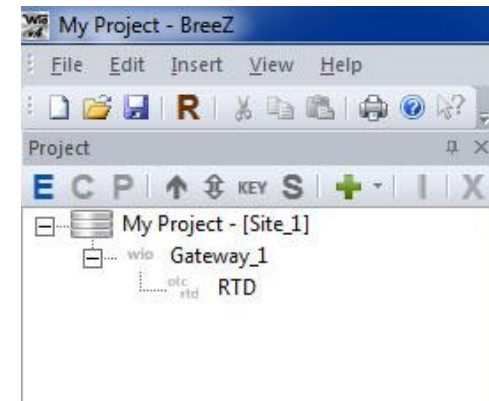 My Project - BreeZ
File Edit Insert View Help
R
Project
E C P KEY S I X
My Project - [Site_1]
wio Gateway_1
otc rtd RTD